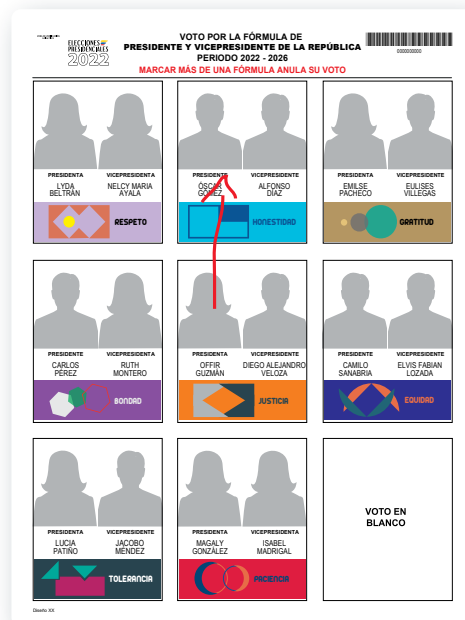 ELECCIONES
PRESIDENCIALES
2022
VOTO POR LA FÓRMULA DE
PRESIDENTE Y VICEPRESIDENTE DE LA REPÚBLICA
PERIODO 2022 - 2026
MARCAR MÁS DE UNA FÓRMULA ANULA SU VOTO
0000000000
PRESIDENTA VICEPRESIDENTA
LYDA BELTRÁN NELCY MARIA AYALA
RESPETO
PRESIDENTE VICEPRESIDENTE
ÓSCAR GÓMEZ ALFONSO DÍAZ
HONESTIDAD
PRESIDENTA VICEPRESIDENTE
EMILSE PACHECO EULISES VILLEGAS
GRATITUD
PRESIDENTE VICEPRESIDENTA
CARLOS PÉREZ RUTH MONTERO
BONDAD
PRESIDENTA VICEPRESIDENTE
OFFIR GUZMÁN DIEGO ALEJANDRO VELOZA
JUSTICIA
PRESIDENTE VICEPRESIDENTE
CAMILO SANABRIA ELVIS FABIAN LOZADA
EQUIDAD
PRESIDENTA VICEPRESIDENTE
LUCIA PATIÑO JACOBO MÉNDEZ
TOLERANCIA
PRESIDENTA VICEPRESIDENTA
MAGALY GONZÁLEZ ISABEL MADRIGAL
PACIENCIA
VOTO EN
BLANCO
Diseño XX